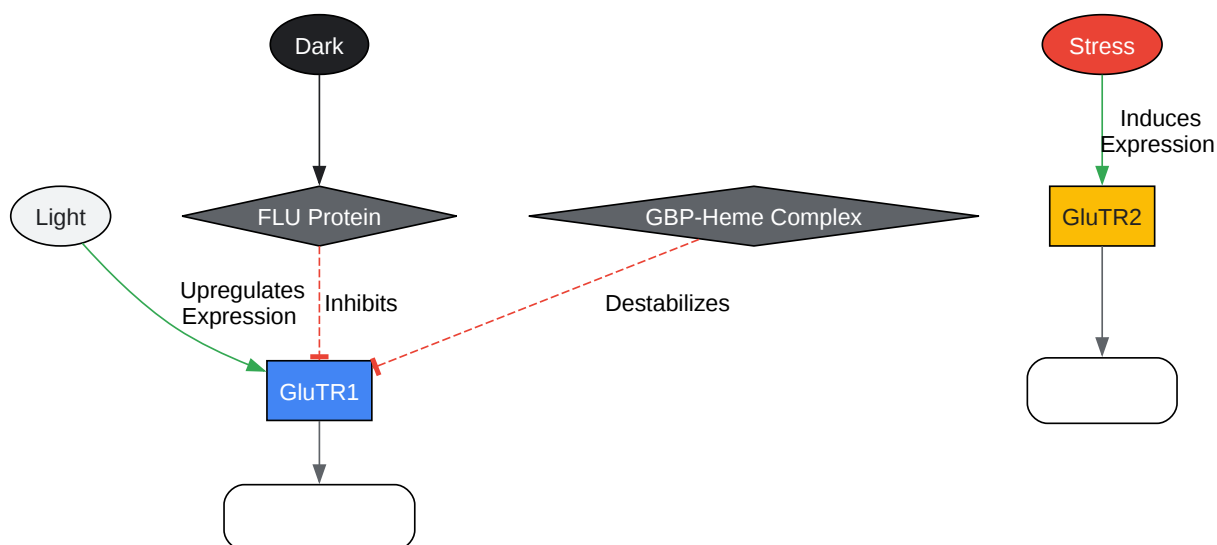 Dark
Stress
Induces
Expression
Light
FLU Protein
GBP-Heme Complex
GluTR2
Upregulates
Expression
Inhibits
Destabilizes
GluTR1